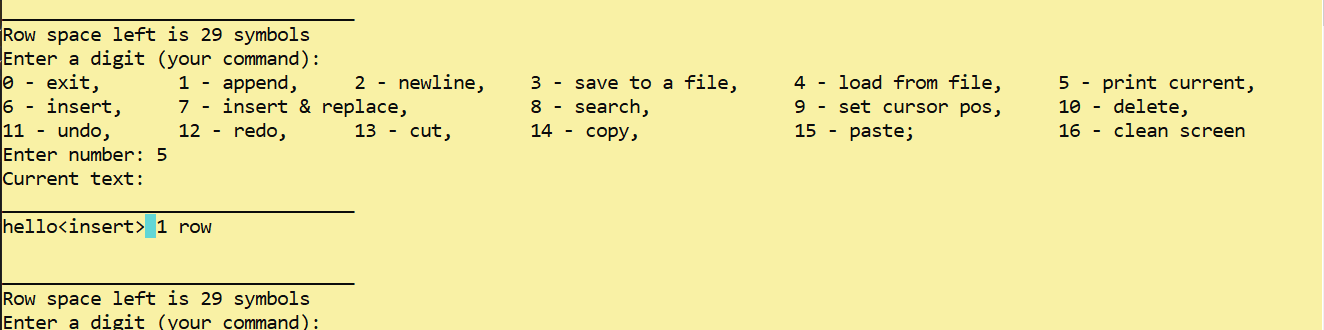 Row space left is 29 symbols
Enter a digit (your command):
0 - exit, 1 - append, 2 - newline, 3 - save to a file, 4 - load from file, 5 - print current,
6 - insert, 7 - insert & replace, 8 - search, 9 - set cursor pos, 10 - delete,
11 - undo, 12 - redo, 13 - cut, 14 - copy, 15 - paste; 16 - clean screen
Enter number: 5
Current text:
hello<insert> 1 row
Row space left is 29 symbols
Enter a digit (your command):